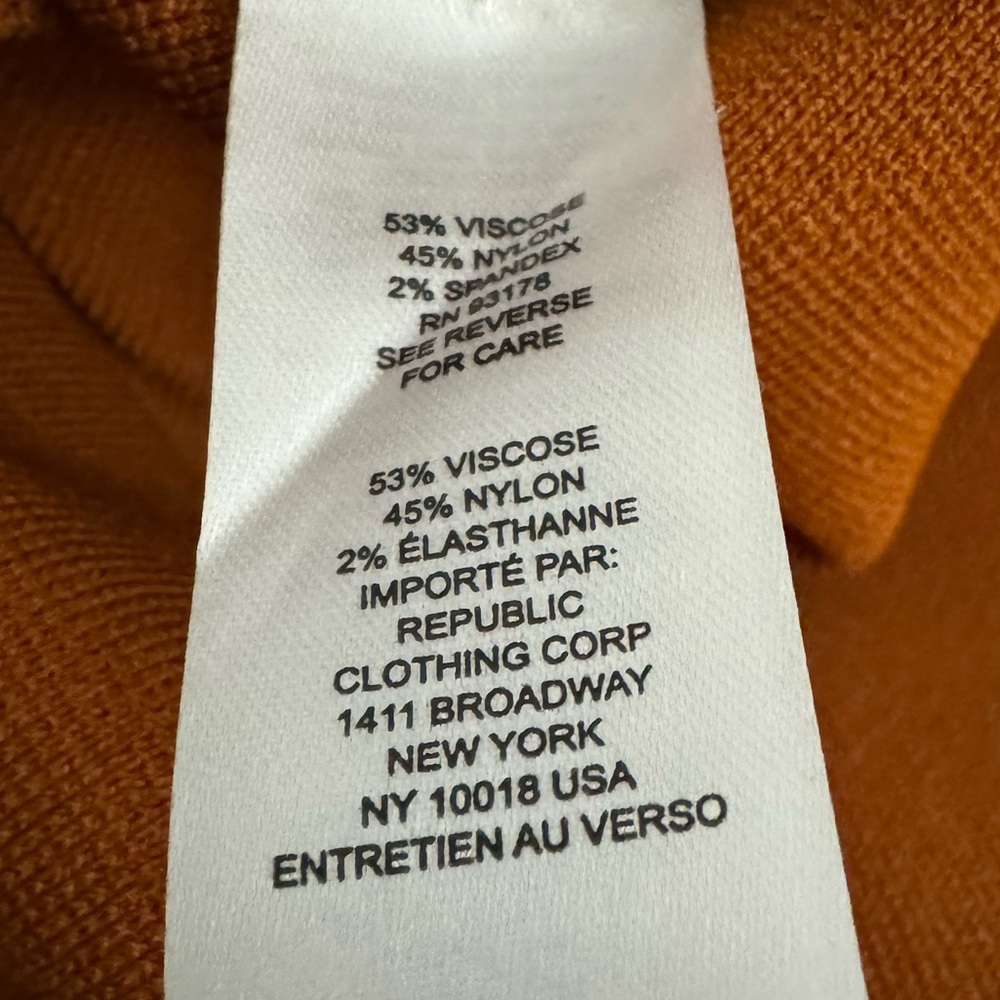 53% VISCOSE
45% NYLON
2% SPANDEX
RN 93178
SEE REVERSE
FOR CARE
53% VISCOSE
45% NYLON
2% ÉLASTHANNE
IMPORTÉ PAR:
REPUBLIC
CLOTHING CORP
1411 BROADWAY
NEW YORK
NY 10018 USA
ENTRETIEN AU VERSO